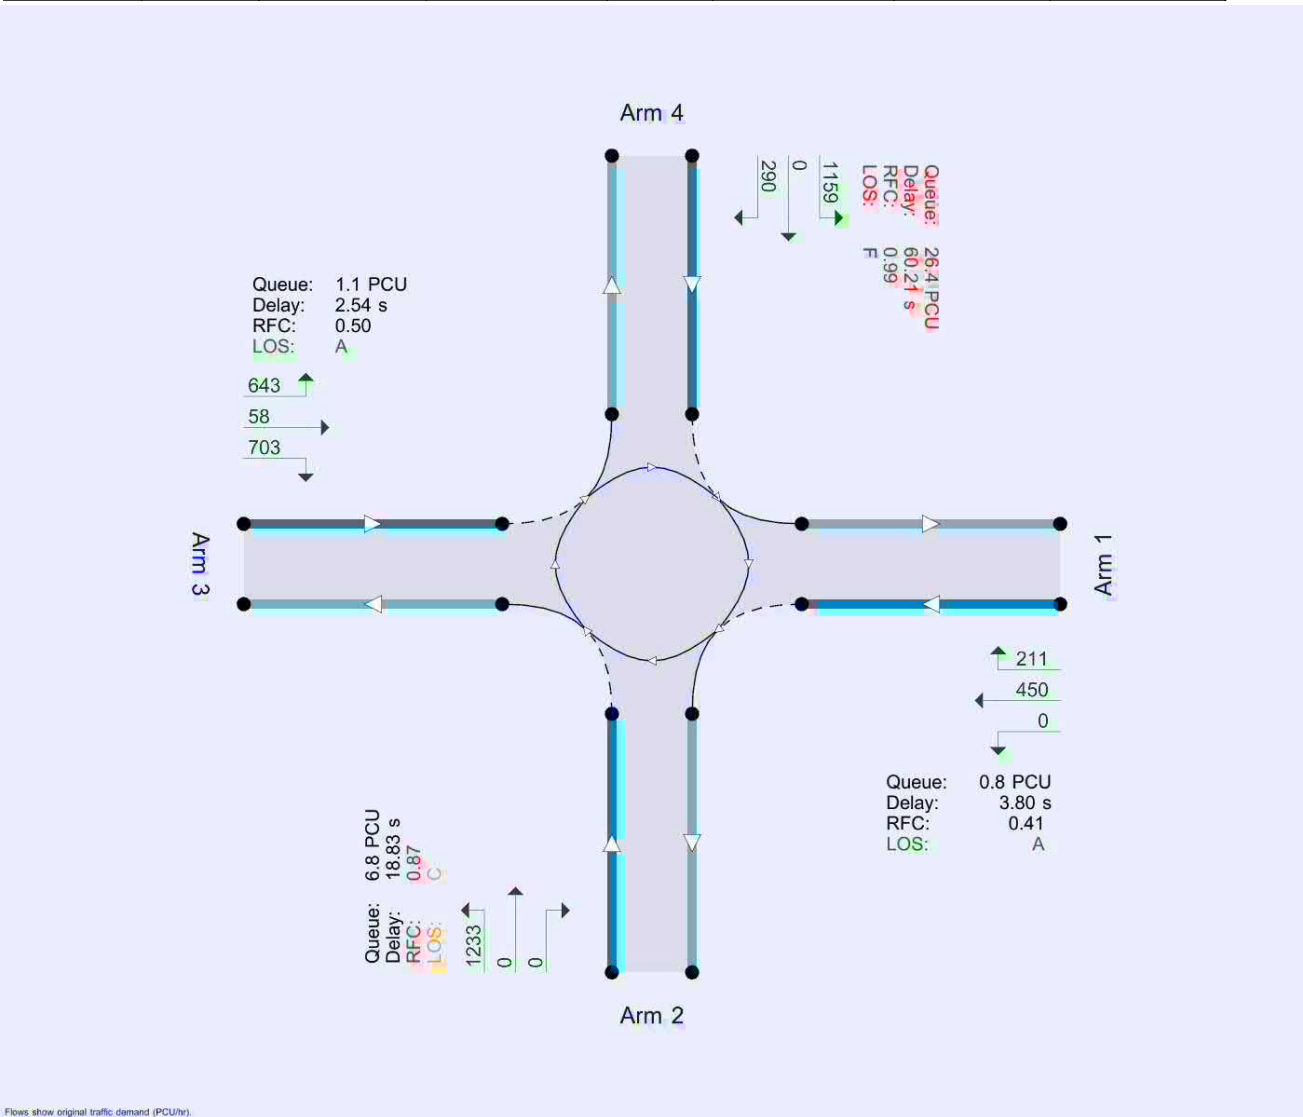 Arm 4
290
0
1159
Queue: 26.4 PCU
Delay: 60.21 s
RFC: 0.99
LOS: F
Queue: 1.1 PCU
Delay: 2.54 s
RFC: 0.50
LOS: A
643
58
703
Arm 3
Arm 1
211
450
0
Queue: 0.8 PCU
Delay: 3.80 s
RFC: 0.41
LOS: A
Queue: 6.8 PCU
Delay: 18.83 s
RFC: 0.87
LOS: C
1233
0
0
Arm 2
Flows show original traffic demand (PCU/hr).